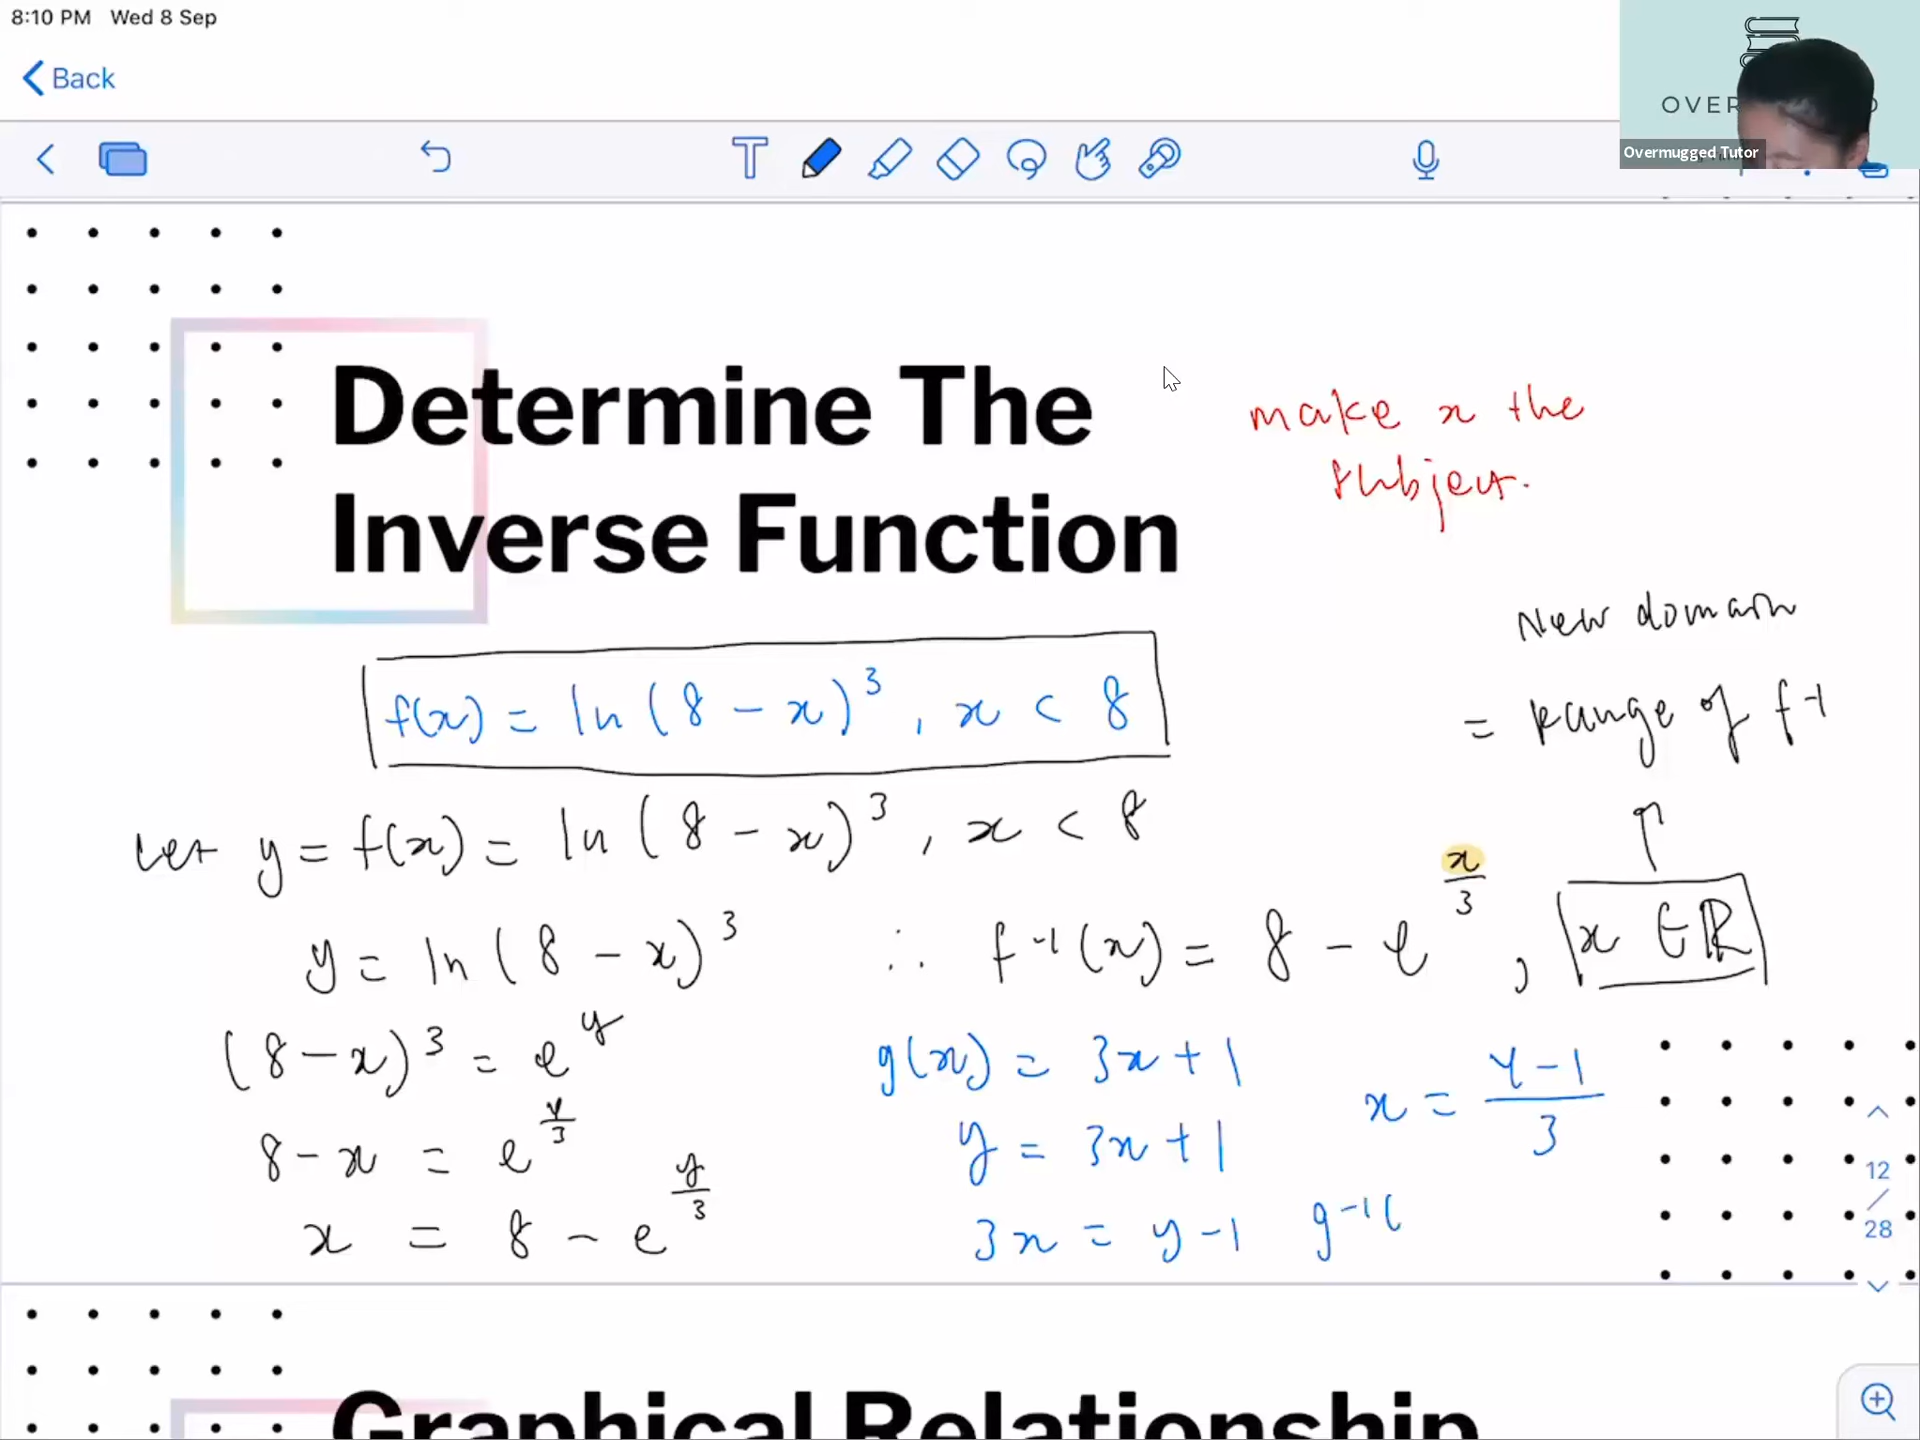 8:10 PM Wed 8 Sep
Back
OVER
Overmugged Tutor
Determine The
Inverse Function
make x the
subject.
f(x) = ln(8 - x)³, x < 8
New domain
= Range of f⁻¹
Let y = f(x) = ln(8 - x)³, x < 8
y = ln(8 - x)³
∴ f⁻¹(x) = 8 - e^(x/3), x ∈ ℝ
(8 - x)³ = e^y
8 - x = e^(y/3)
x = 8 - e^(y/3)
g(x) = 3x + 1
y = 3x + 1
3x = y - 1
x = (y - 1)/3
g⁻¹(
12
/
28
Graphical Relationship